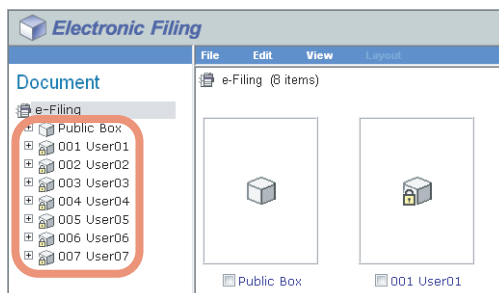 Electronic Filing
File Edit View Layout
Document
e-Filing (8 items)
e-Filing
Public Box
001 User01
002 User02
003 User03
004 User04
005 User05
006 User06
007 User07
Public Box
001 User01